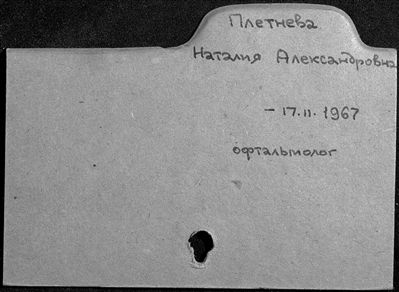 Плетнева
Наталия Александровна
- 17.11.1967
офтальмолог